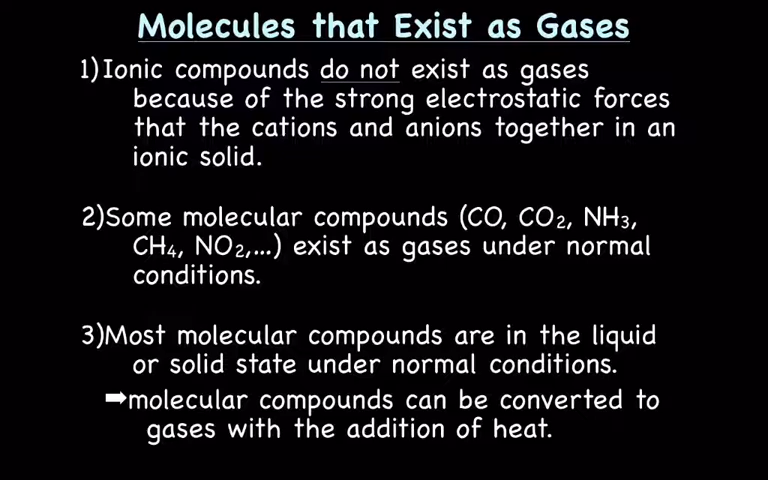 Molecules that Exist as Gases
1)Ionic compounds do not exist as gases
because of the strong electrostatic forces
that the cations and anions together in an
ionic solid.
2)Some molecular compounds (CO, CO₂, NH₃,
CH₄, NO₂,...) exist as gases under normal
conditions.
3)Most molecular compounds are in the liquid
or solid state under normal conditions.
➡molecular compounds can be converted to
gases with the addition of heat.